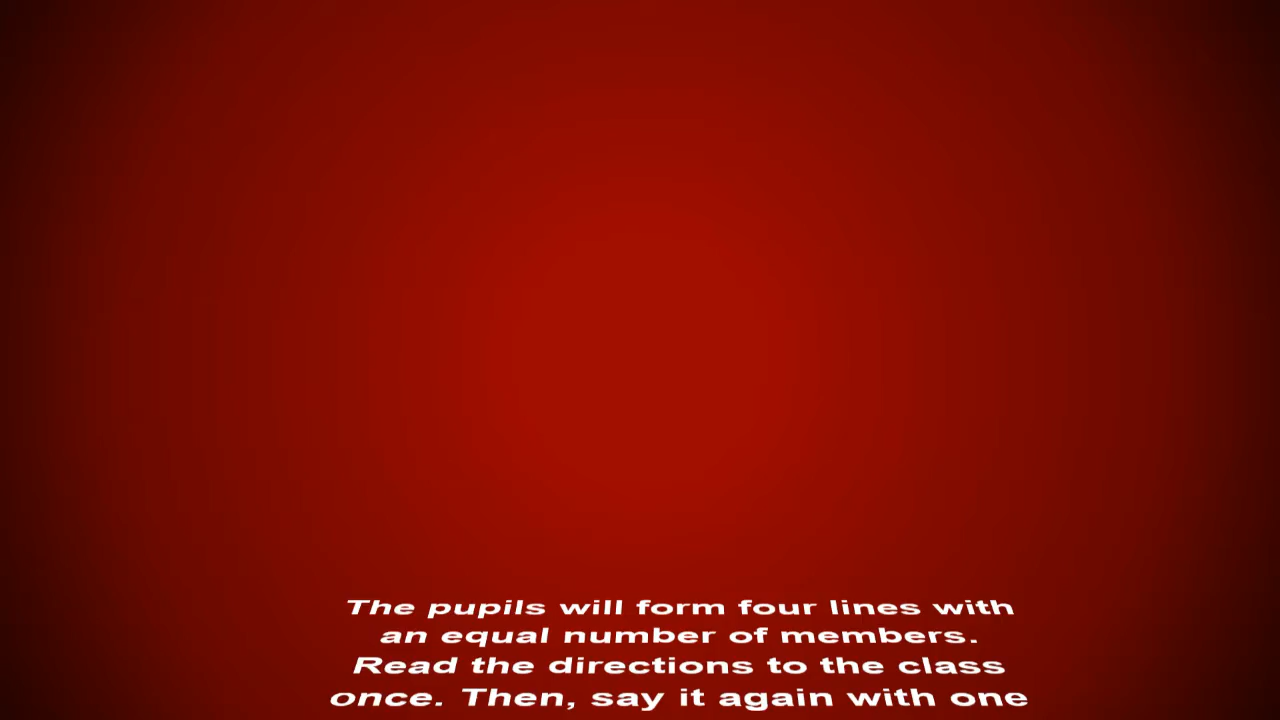 The pupils will form four lines with
an equal number of members.
Read the directions to the class
once. Then, say it again with one